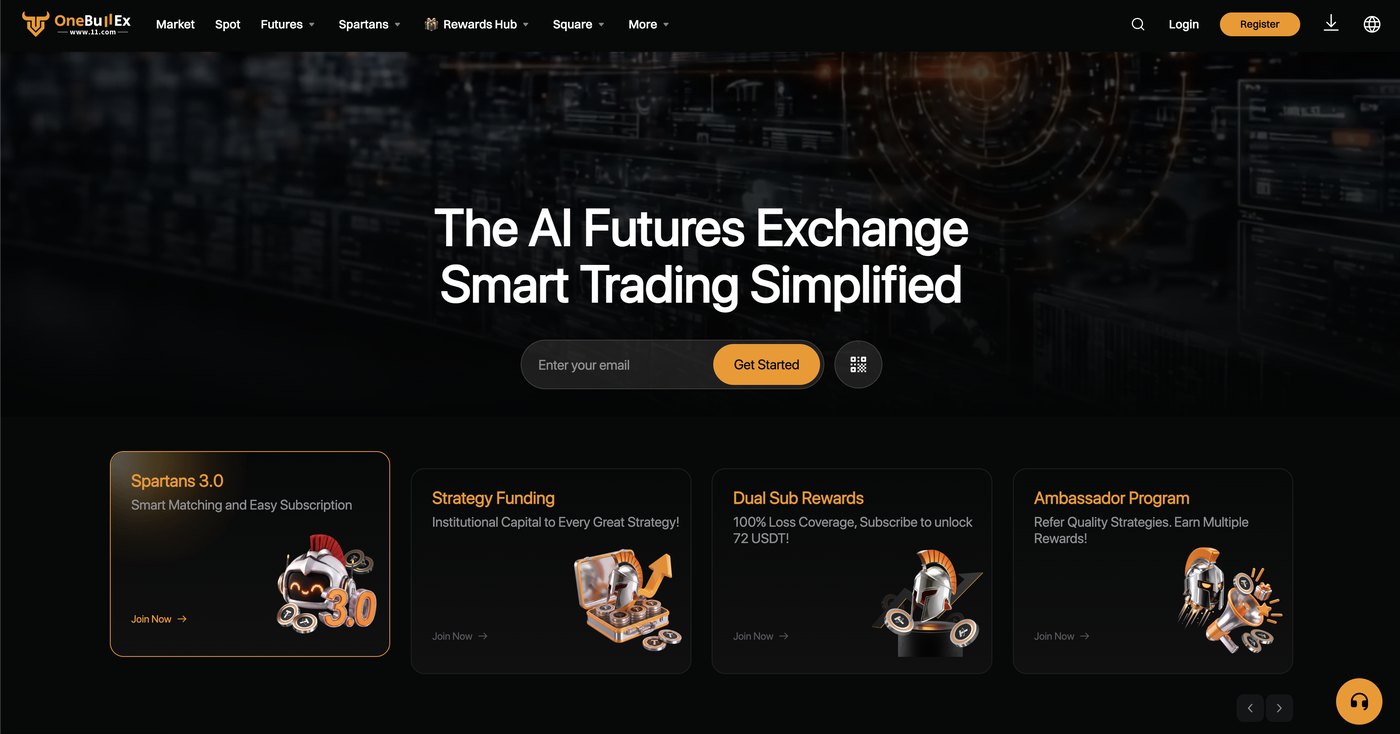 OneBullEx
www.11.com
Market
Spot
Futures
Spartans
Rewards Hub
Square
More
Login
Register
The AI Futures Exchange
Smart Trading Simplified
Enter your email
Get Started
Spartans 3.0
Smart Matching and Easy Subscription
3.0
Join Now
Strategy Funding
Institutional Capital to Every Great Strategy!
Join Now
Dual Sub Rewards
100% Loss Coverage, Subscribe to unlock
72 USDT!
Join Now
Ambassador Program
Refer Quality Strategies. Earn Multiple
Rewards!
Join Now